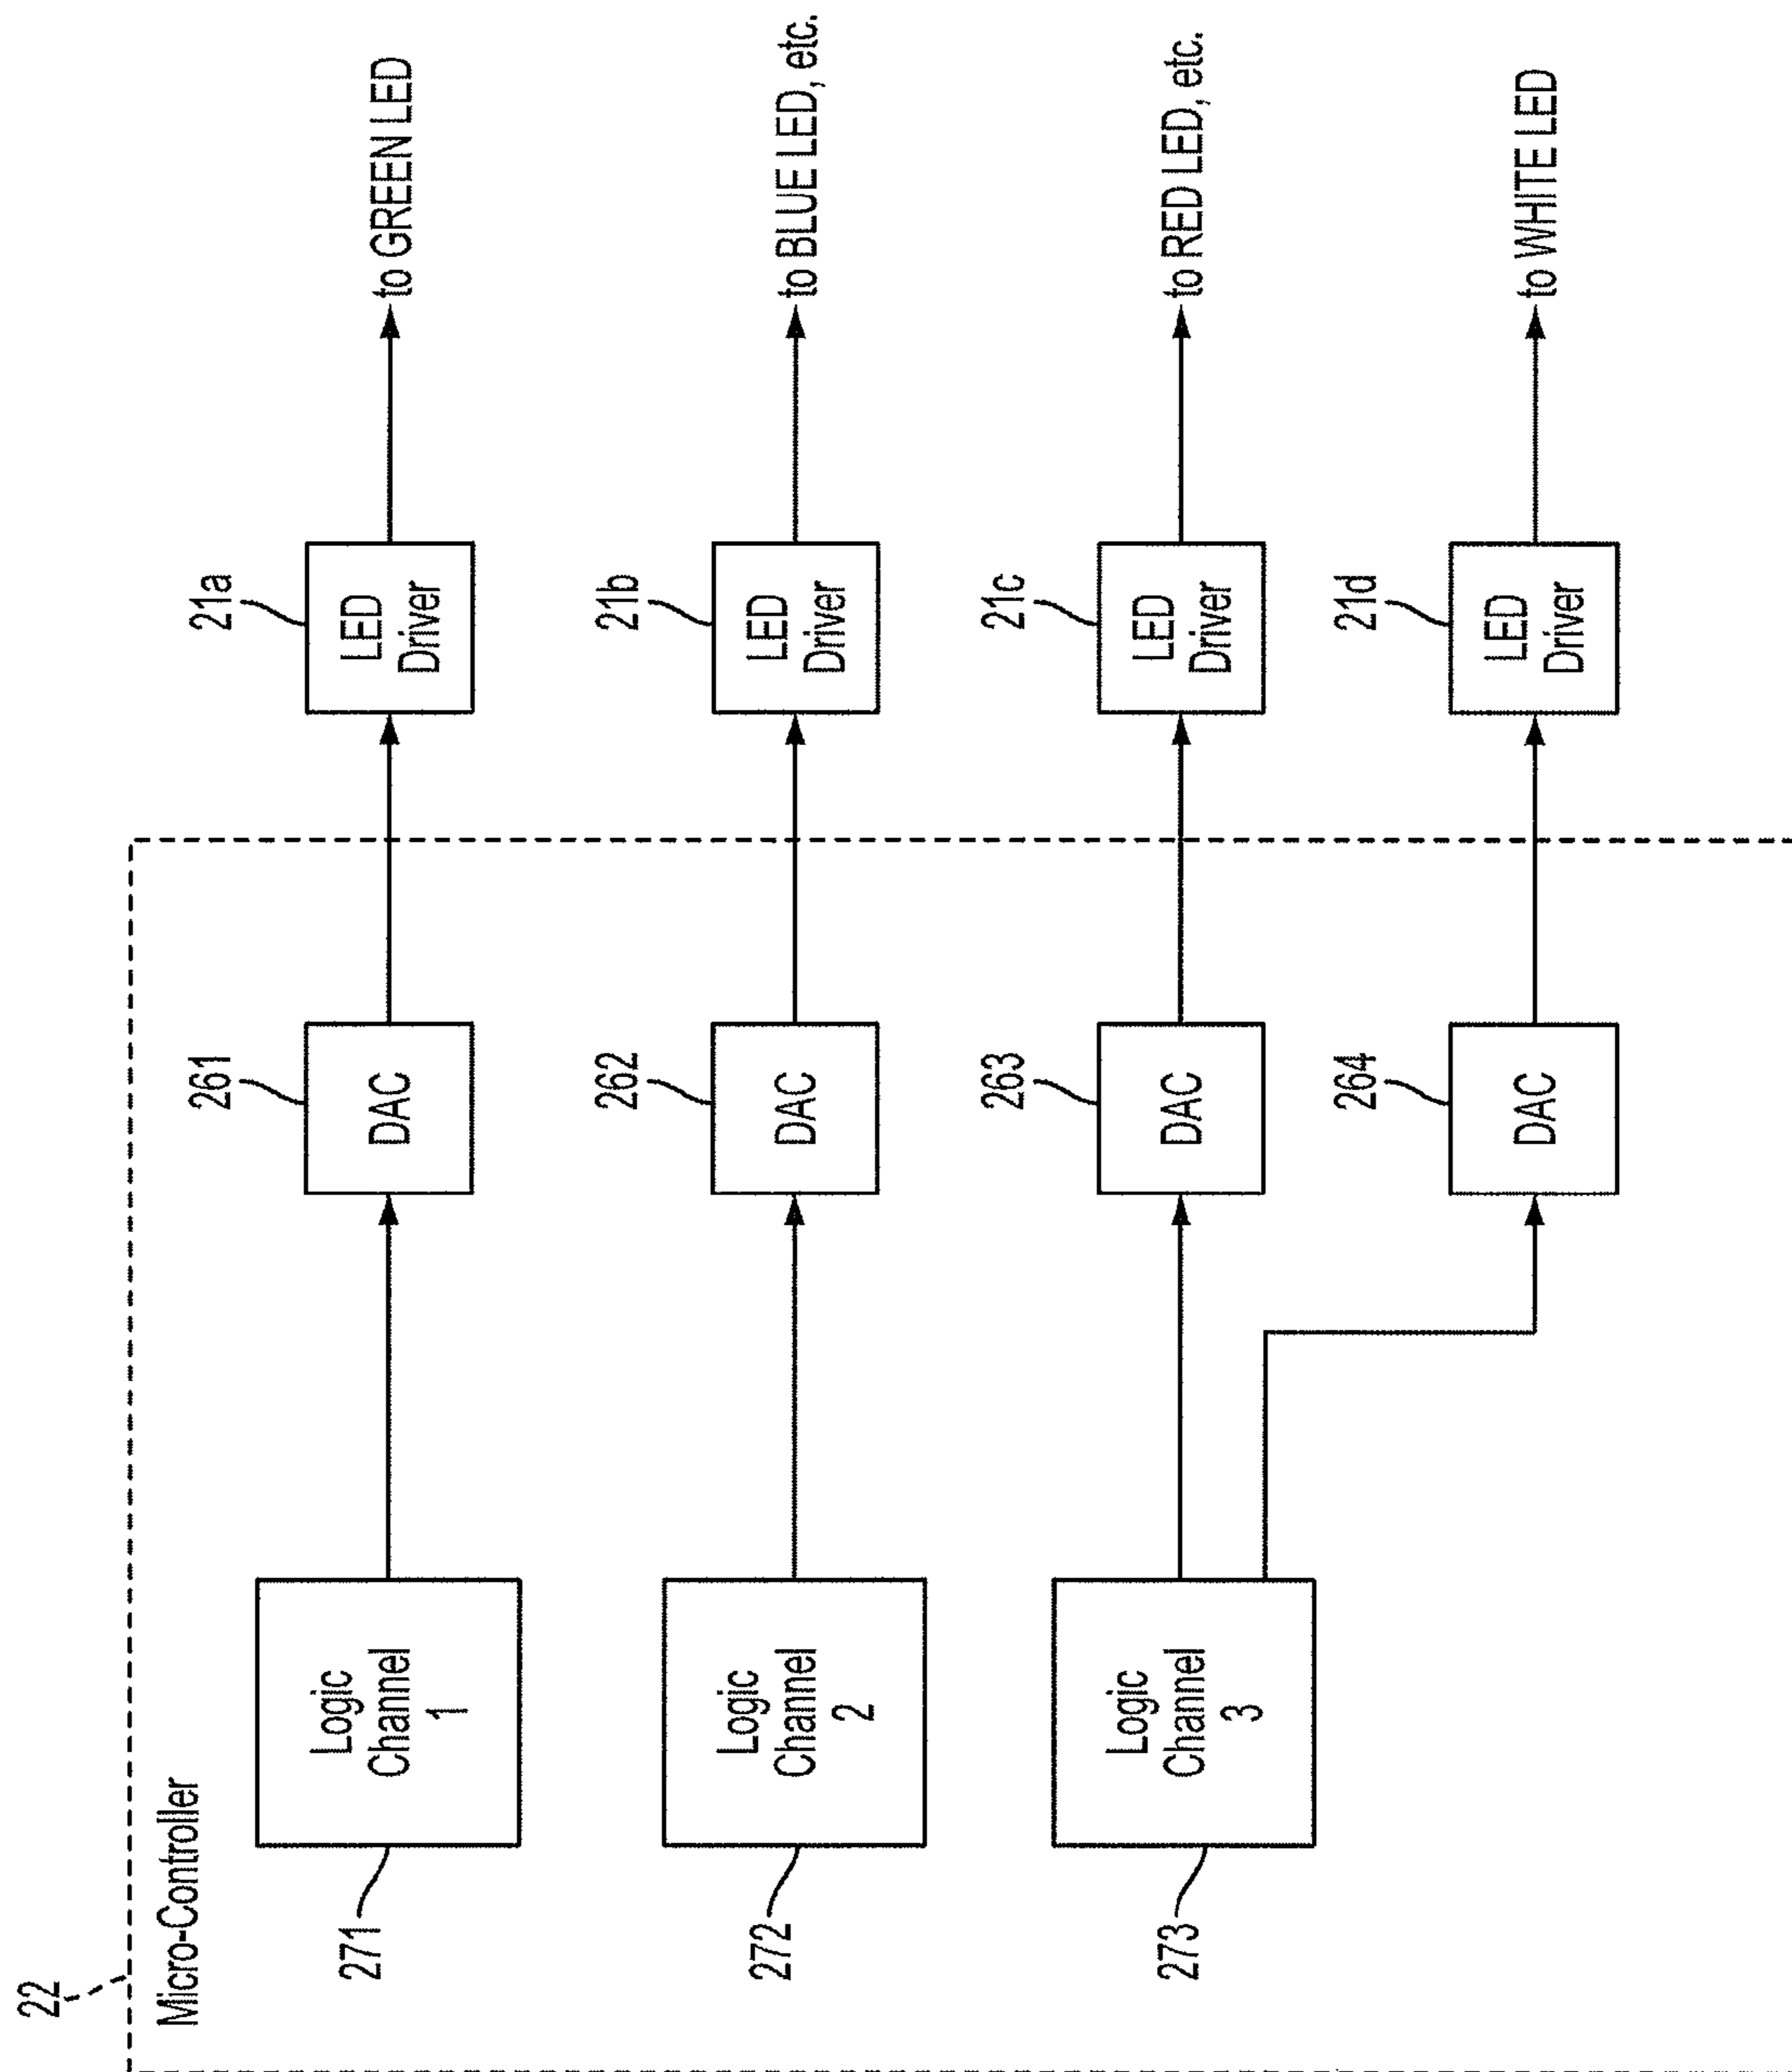 22
Micro-Controller
271
Logic
Channel
1
261
DAC
21a
LED
Driver
to GREEN LED
272
Logic
Channel
2
262
DAC
21b
LED
Driver
to BLUE LED, etc.
273
Logic
Channel
3
263
DAC
21c
LED
Driver
to RED LED, etc.
264
DAC
21d
LED
Driver
to WHITE LED